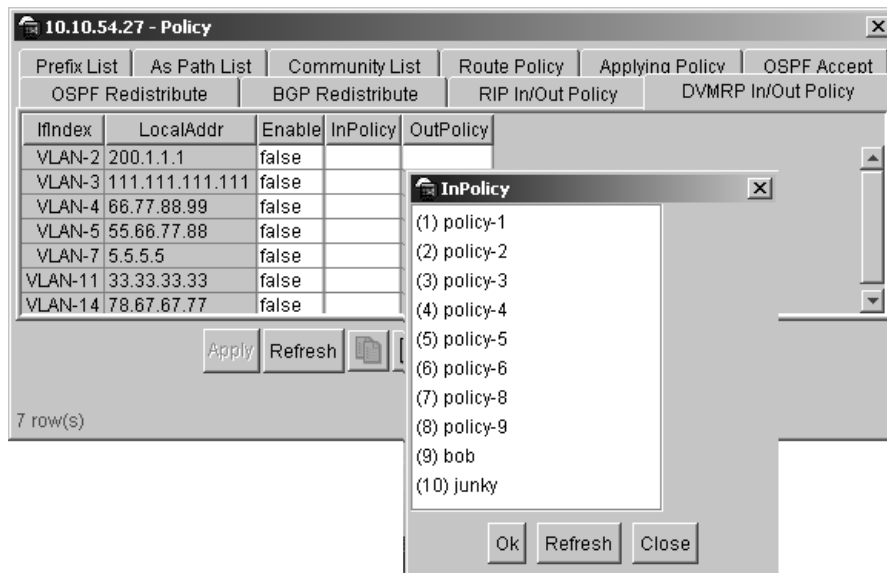 10.10.54.27 - Policy
Prefix List As Path List Community List Route Policy Applying Policy OSPF Accept
OSPF Redistribute BGP Redistribute RIP In/Out Policy DVMRP In/Out Policy
IfIndex LocalAddr Enable InPolicy OutPolicy
VLAN-2 200.1.1.1 false
VLAN-3 111.111.111.111 false
VLAN-4 66.77.88.99 false
VLAN-5 55.66.77.88 false
VLAN-7 5.5.5.5 false
VLAN-11 33.33.33.33 false
VLAN-14 78.67.67.77 false
Apply Refresh
7 row(s)
InPolicy
(1) policy-1
(2) policy-2
(3) policy-3
(4) policy-4
(5) policy-5
(6) policy-6
(7) policy-8
(8) policy-9
(9) bob
(10) junky
Ok Refresh Close